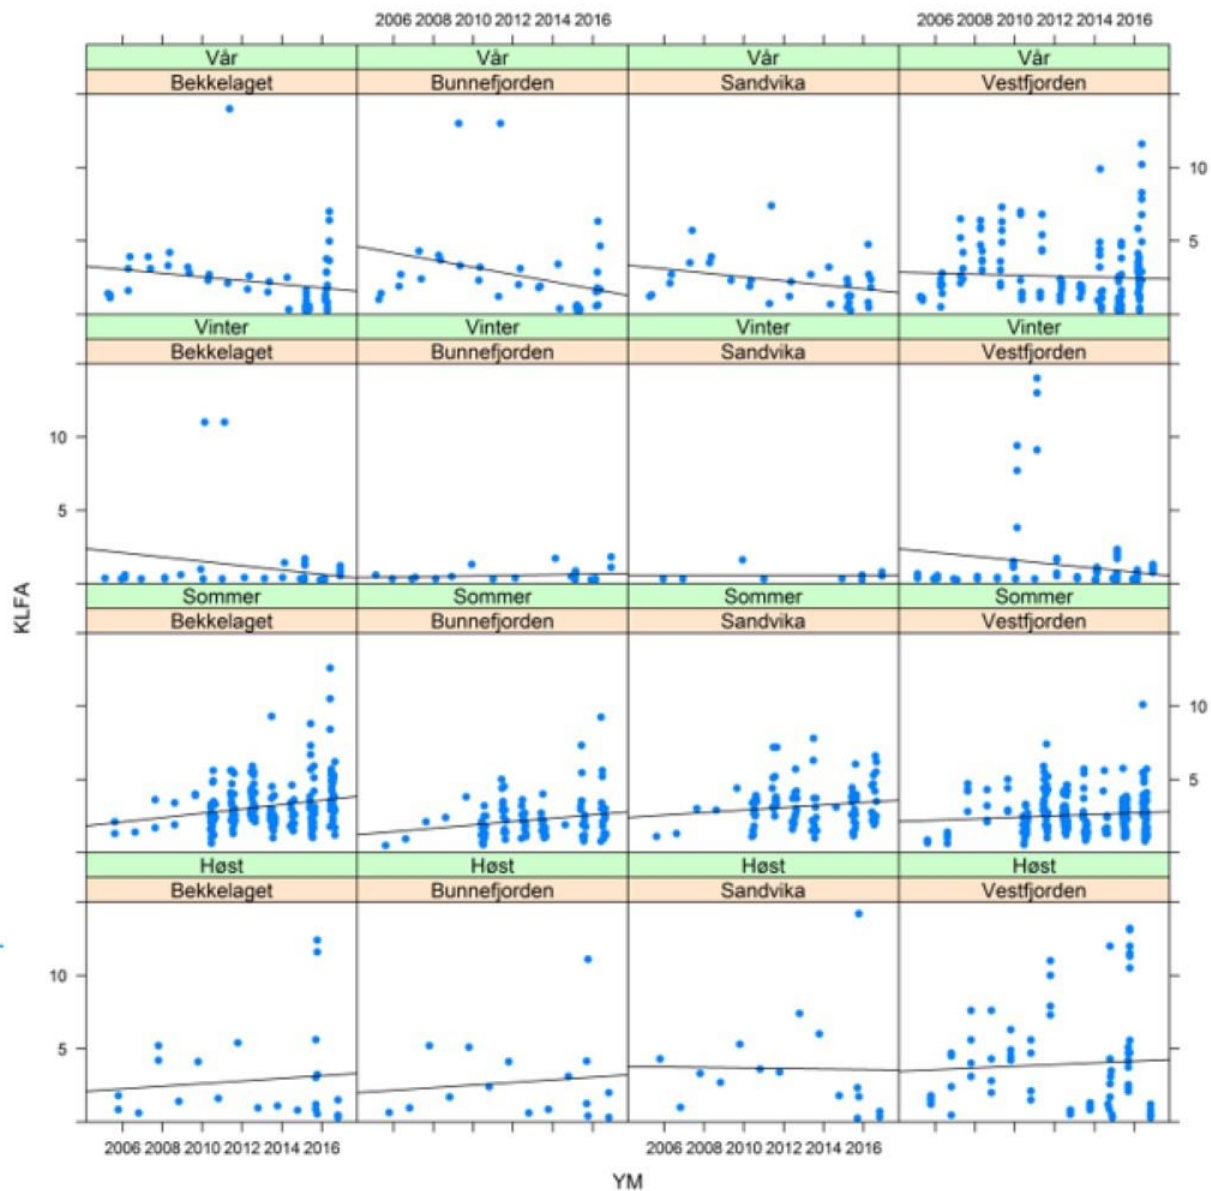 2006 2008 2010 2012 2014 2016 2006 2008 2010 2012 2014 2016
Vår Vår Vår Vår
Bekkelaget Bunnefjorden Sandvika Vestfjorden
10
5
Vinter Vinter Vinter Vinter
Bekkelaget Bunnefjorden Sandvika Vestfjorden
10
5
KLFA
Sommer Sommer Sommer Sommer
Bekkelaget Bunnefjorden Sandvika Vestfjorden
10
5
Høst Høst Høst Høst
Bekkelaget Bunnefjorden Sandvika Vestfjorden
10
5
2006 2008 2010 2012 2014 2016 2006 2008 2010 2012 2014 2016
YM